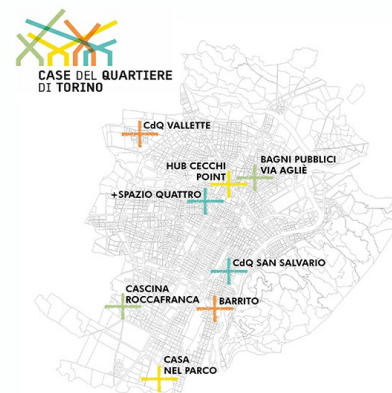 CASE DEL QUARTIERE
DI TORINO
CdQ VALLETTE
HUB CECCHI
POINT
BAGNI PUBBLICI
VIA AGLIÈ
+SPAZIO QUATTRO
CdQ SAN SALVARIO
CASCINA
ROCCAFRANCA
BARRITO
CASA
NEL PARCO